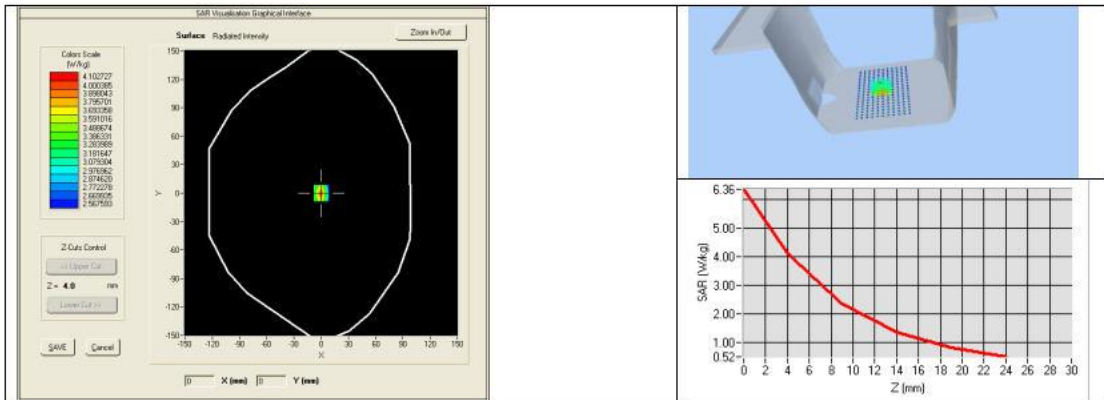 SAR Visualisation Graphical Interface
Surface Radiated Intensity
Zoom In/Out
Colors Scale
(W/kg)
4.102727
4.000385
3.898043
3.795701
3.693358
3.591016
3.488674
3.386331
3.283989
3.181647
3.079304
2.976962
2.874620
2.772278
2.669935
2.567593
Z-Cuts Control
<< Upper Cut
Z = 4.0 mm
Lower Cut >>
SAVE Cancel
150
120
90
60
30
0
-30
-60
-90
-120
-150
Y
-150 -120 -90 -60 -30 0 30 60 90 120 150
X
0 X (mm) 0 Y (mm)
6.36
5.00
4.00
3.00
2.00
1.00
0.52
SAR (W/kg)
0 2 4 6 8 10 12 14 16 18 20 22 24 26 28 30
Z (mm)